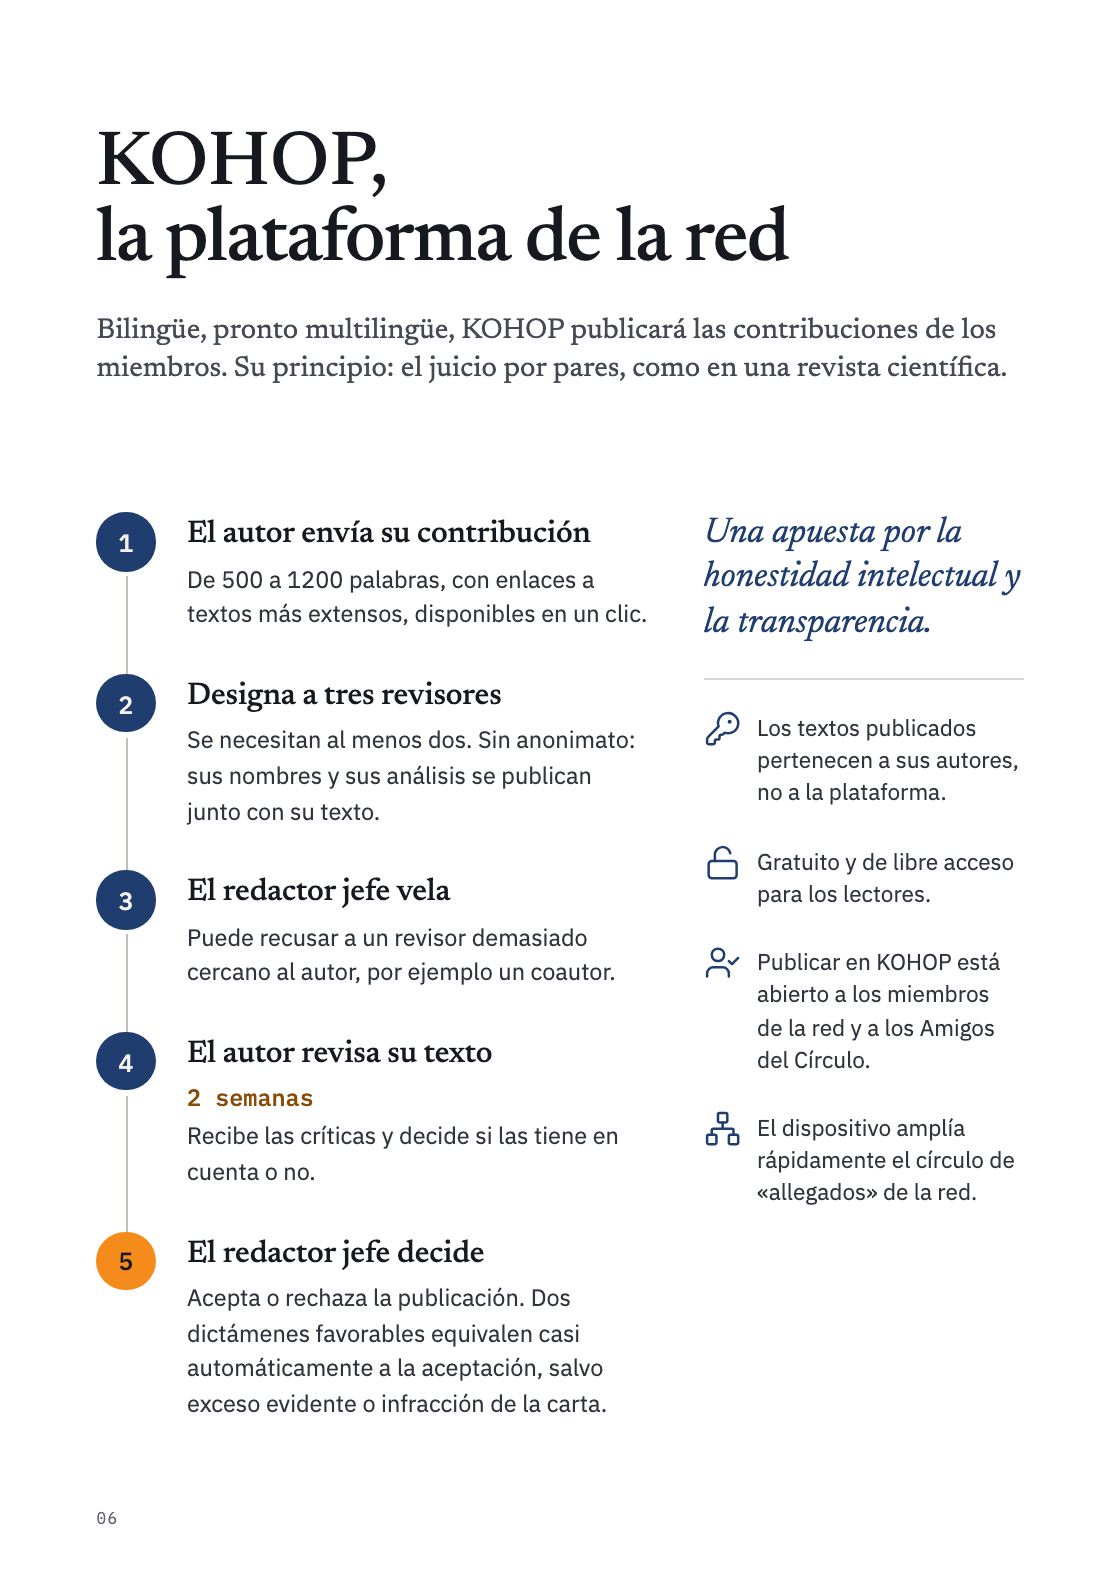 KOHOP,
la plataforma de la red
Bilingüe, pronto multilingüe, KOHOP publicará las contribuciones de los
miembros. Su principio: el juicio por pares, como en una revista científica.
1
El autor envía su contribución
De 500 a 1200 palabras, con enlaces a
textos más extensos, disponibles en un clic.
2
Designa a tres revisores
Se necesitan al menos dos. Sin anonimato:
sus nombres y sus análisis se publican
junto con su texto.
3
El redactor jefe vela
Puede recusar a un revisor demasiado
cercano al autor, por ejemplo un coautor.
4
El autor revisa su texto
2 semanas
Recibe las críticas y decide si las tiene en
cuenta o no.
5
El redactor jefe decide
Acepta o rechaza la publicación. Dos
dictámenes favorables equivalen casi
automáticamente a la aceptación, salvo
exceso evidente o infracción de la carta.
Una apuesta por la
honestidad intelectual y
la transparencia.
Los textos publicados
pertenecen a sus autores,
no a la plataforma.
Gratuito y de libre acceso
para los lectores.
Publicar en KOHOP está
abierto a los miembros
de la red y a los Amigos
del Círculo.
El dispositivo amplía
rápidamente el círculo de
«allegados» de la red.
06